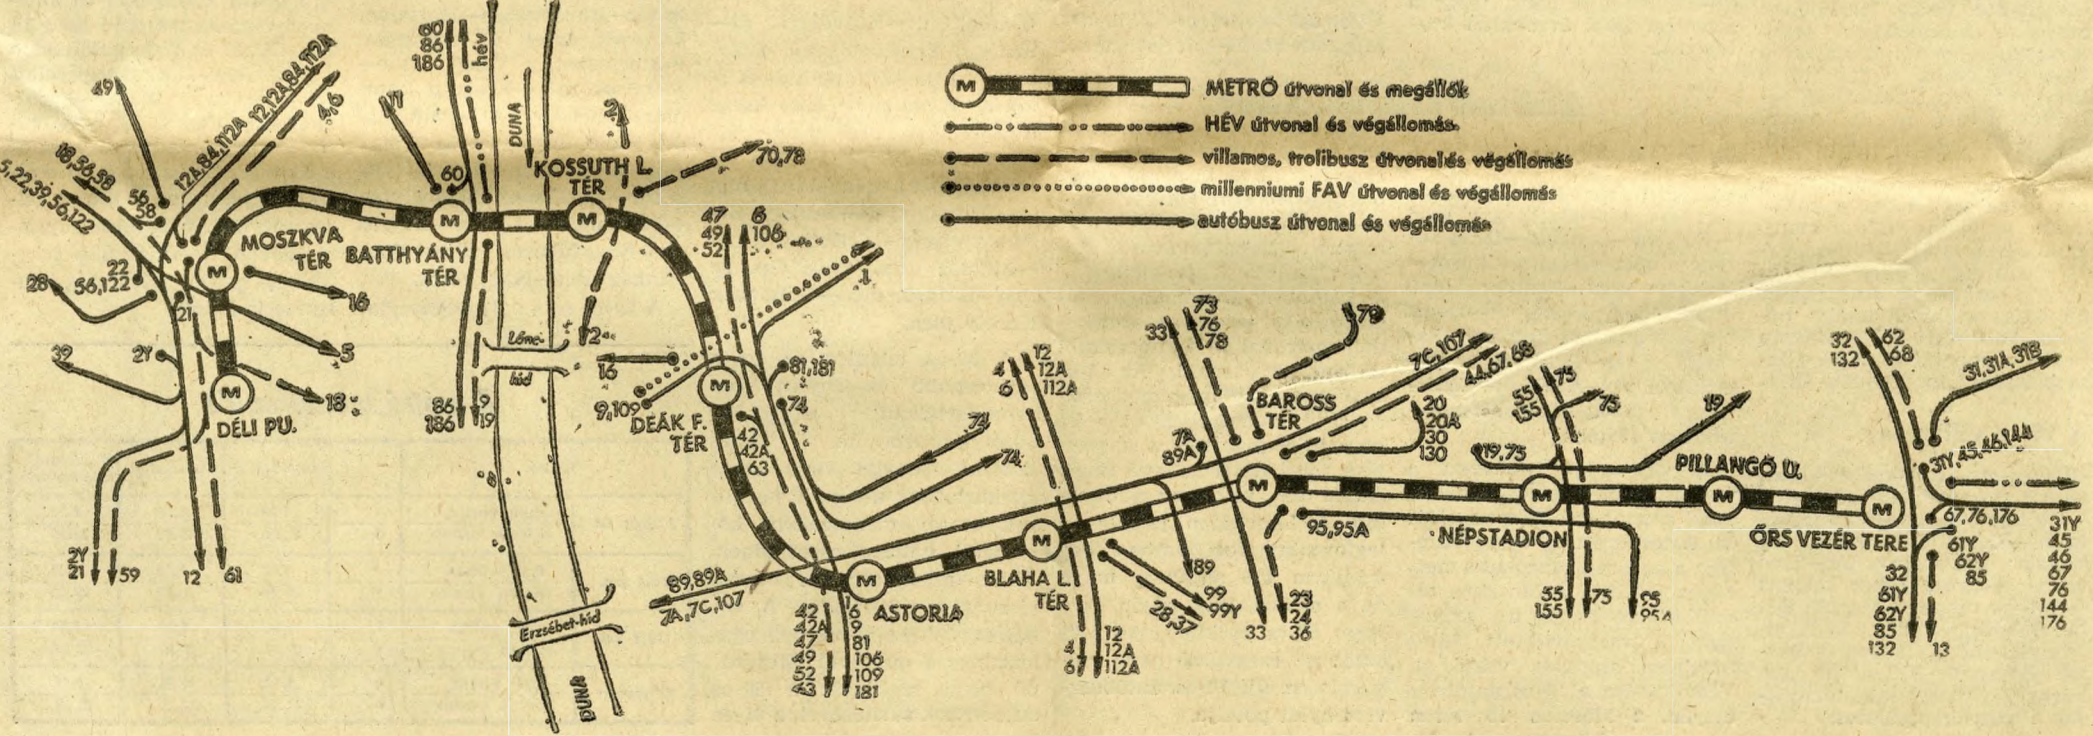 METRÓ útvonal és megállók
HÉV útvonal és végállomás
villamos, trolibusz útvonal és végállomás
millenniumi FAV útvonal és végállomás
autóbusz útvonal és végállomás
49
12A,84,112A
12,12A,84,112A
4,6
18,56,58
5,22,39,56,122
56
58
22
56,122
28
21
39
2Y
MOSZKVA
TÉR
M
16
5
18
M
DÉLI PU.
2Y
21
59
12
61
60
86
186
hév
11
60
BATTHYÁNY
TÉR
M
86
186
9
19
DUNA
Lánc-
híd
KOSSUTH L.
TÉR
M
2
2
70,78
47
49
52
6
106
1
16
9,109
DEÁK F.
TÉR
M
81,181
74
42
42A
63
74
74
Erzsébet-híd
DUNA
89,89A
7A,7C,107
M
ASTORIA
42
42A
47
49
52
63
6
9
81
106
109
181
4
6
12
12A
112A
BLAHA L.
TÉR
M
4
6
12
12A
112A
28,37
99
99Y
89
33
73
76
78
79
7A
89A
BAROSS
TÉR
M
7C,107
44,67,68
20
20A
30
130
33
23
24
36
95,95A
19,75
55
155
75
75
19
M
NÉPSTADION
55
155
75
95
95A
PILLANGÓ U.
M
32
132
62
68
31,31A,31B
31Y,45,46,144
M
ŐRS VEZÉR TERE
67,76,176
61Y
62Y
85
32
61Y
62Y
85
132
13
31Y
45
46
67
76
144
176